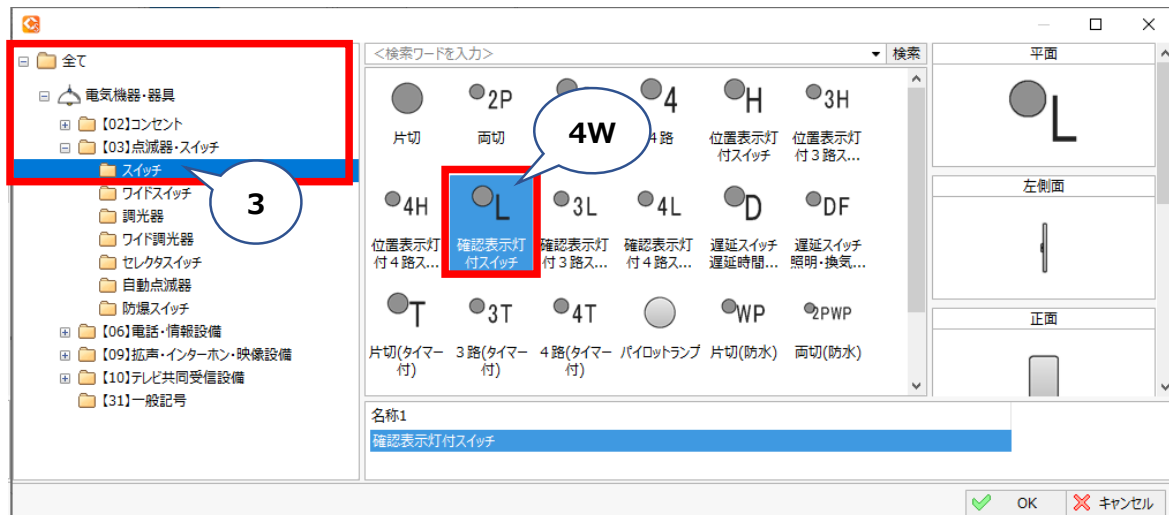 全て
電気機器・器具
【02】コンセント
【03】点滅器・スイッチ
スイッチ
ワイドスイッチ
調光器
ワイド調光器
セレクタスイッチ
自動点滅器
防爆スイッチ
【06】電話・情報設備
【09】拡声・インターホン・映像設備
【10】テレビ共同受信設備
【31】一般記号
3
<検索ワードを入力>
検索
2P
4
H
3H
4W
片切
両切
路
位置表示灯
付スイッチ
位置表示灯
付３路ス...
4H
L
3L
4L
D
DF
位置表示灯
付４路ス...
確認表示灯
付スイッチ
確認表示灯
付３路ス...
確認表示灯
付４路ス...
遅延スイッチ
遅延時間...
遅延スイッチ
照明・換気...
T
3T
4T
WP
2PWP
片切(タイマー
付)
３路(タイマー
付)
４路(タイマー
付)
パイロットランプ
片切(防水)
両切(防水)
名称1
確認表示灯付スイッチ
平面
L
左側面
正面
OK
キャンセル